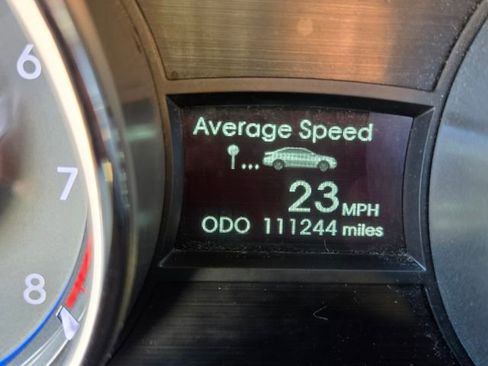 6
7
8
Average Speed
23 MPH
ODO 111244 miles